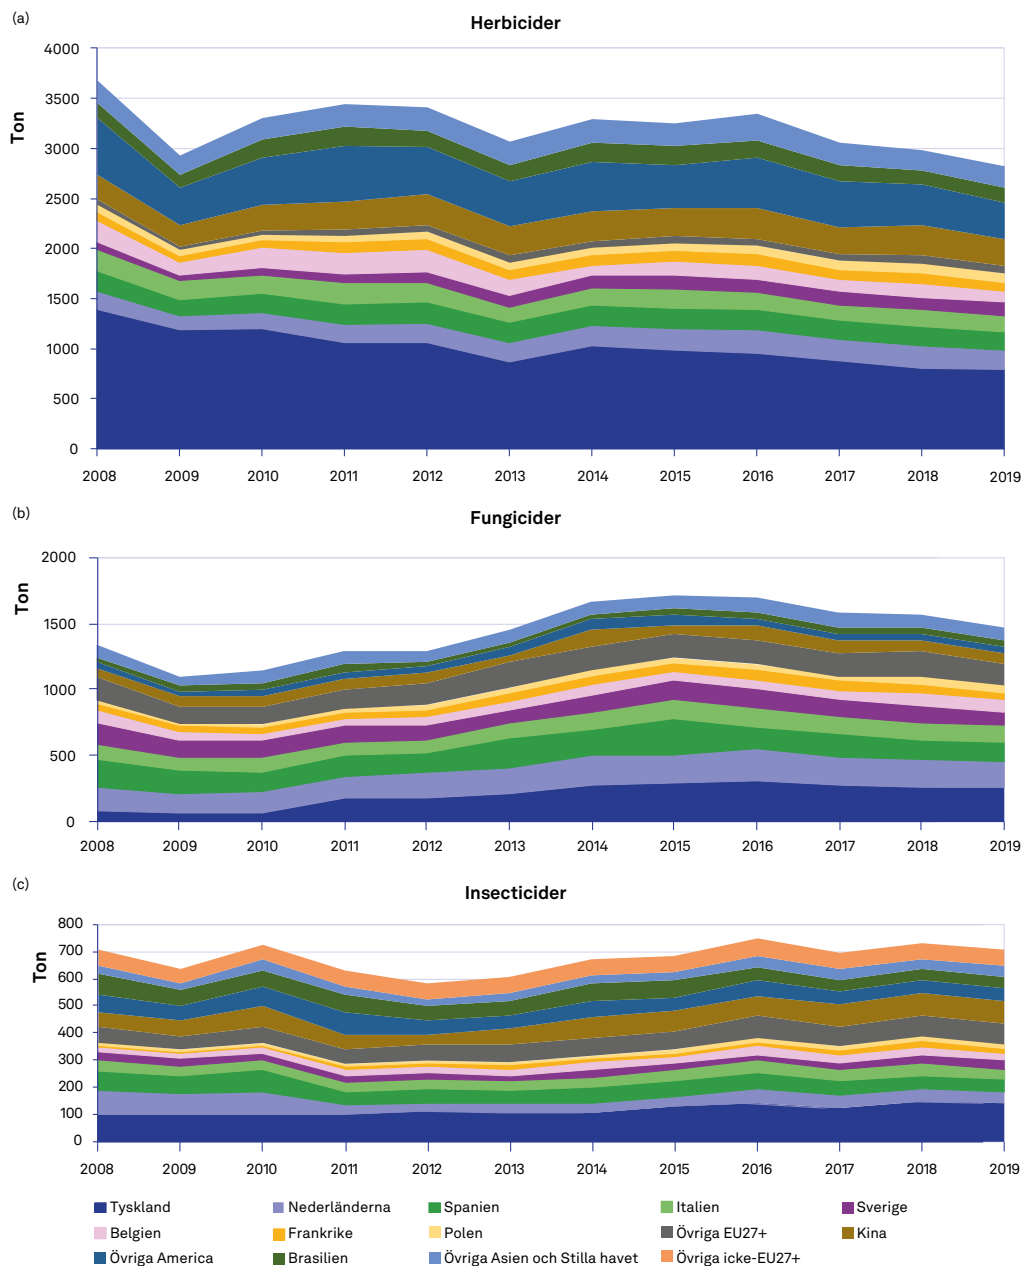 (a)
Herbicider
Ton
4000
3500
3000
2500
2000
1500
1000
500
0
2008 2009 2010 2011 2012 2013 2014 2015 2016 2017 2018 2019
(b)
Fungicider
Ton
2000
1500
1000
500
0
2008 2009 2010 2011 2012 2013 2014 2015 2016 2017 2018 2019
(c)
Insecticider
Ton
800
700
600
500
400
300
200
100
0
2008 2009 2010 2011 2012 2013 2014 2015 2016 2017 2018 2019
Tyskland Nederländerna Spanien Italien Sverige
Belgien Frankrike Polen Övriga EU27+ Kina
Övriga America Brasilien Övriga Asien och Stilla havet Övriga icke-EU27+